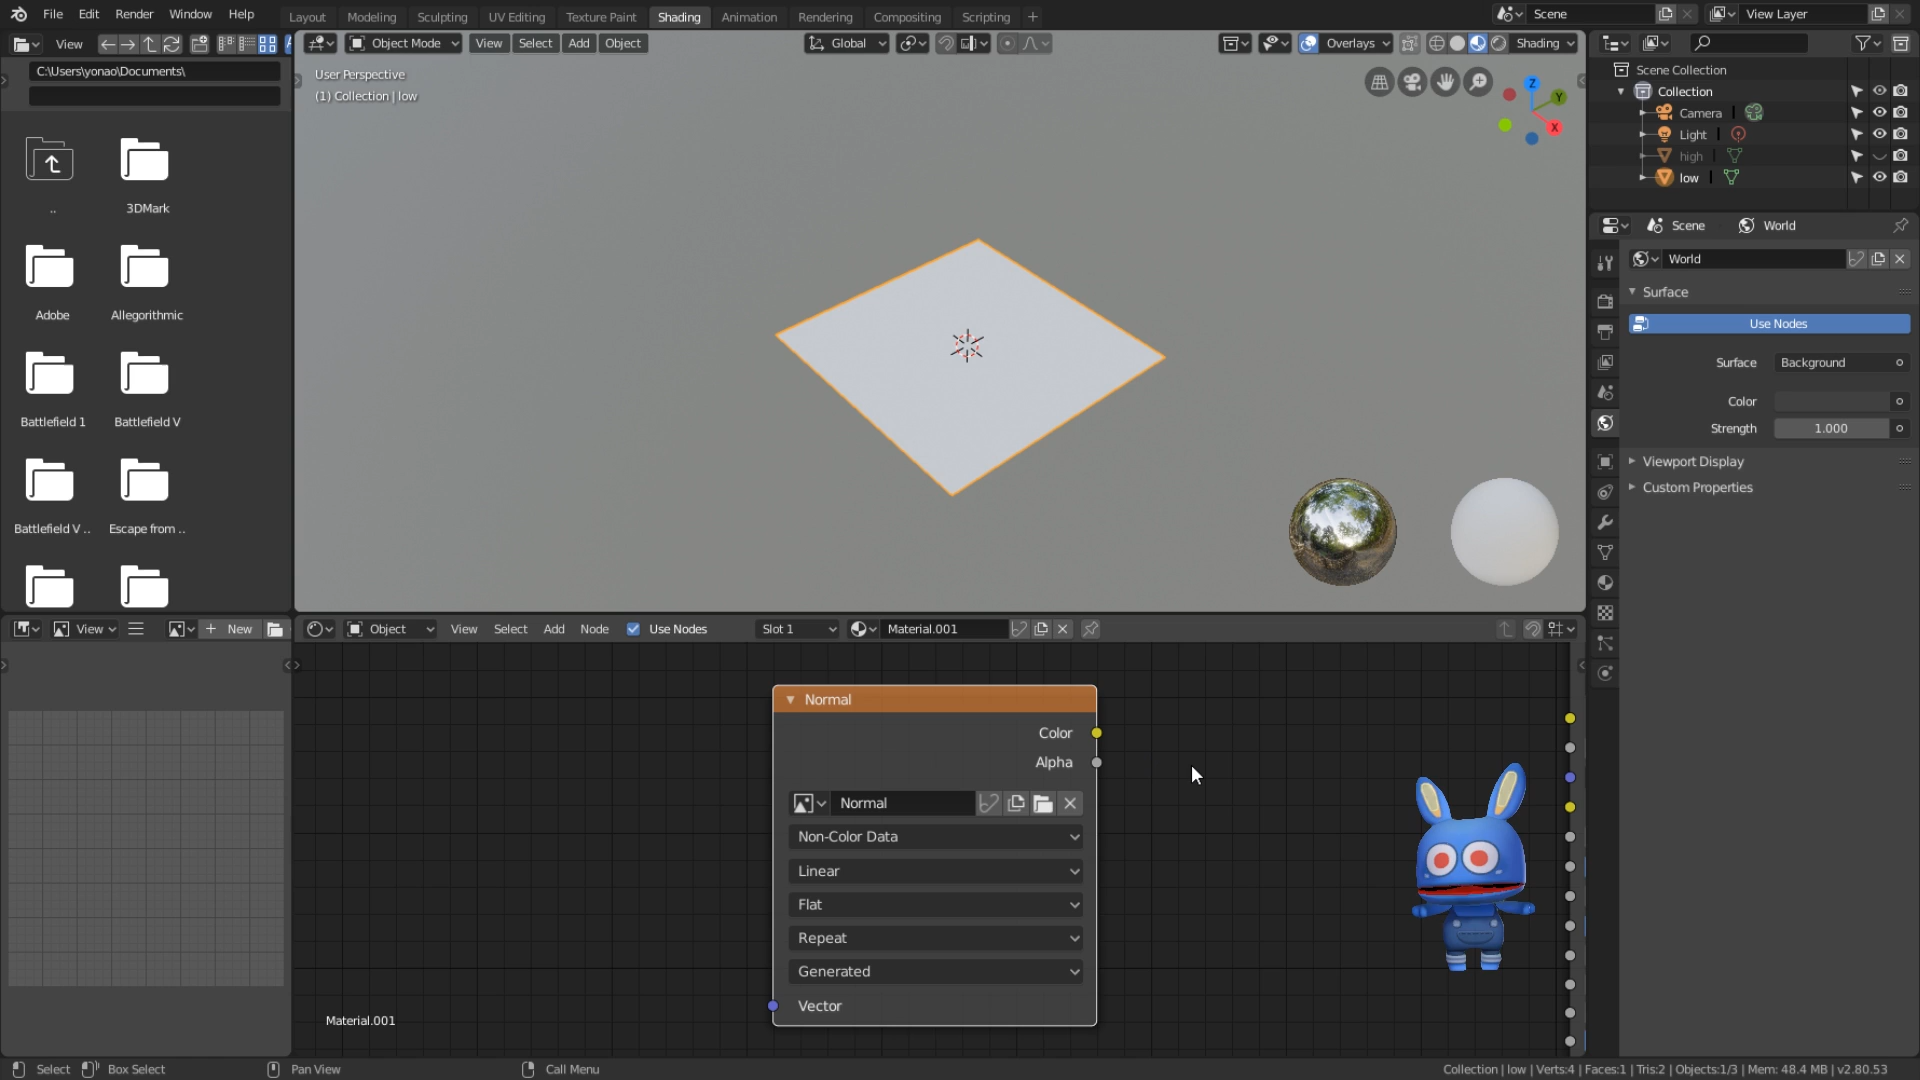 File Edit Render Window Help
Layout Modeling Sculpting UV Editing Texture Paint Shading Animation Rendering Compositing Scripting +
Scene
View Layer
View
C:\Users\yonao\Documents\
..
3DMark
Adobe
Allegorithmic
Battlefield 1
Battlefield V
Battlefield V ..
Escape from ..
Object Mode View Select Add Object
Global
Overlays
Shading
User Perspective
(1) Collection | low
Z
Y
X
Scene Collection
Collection
Camera
Light
high
low
Scene World
World
Surface
Use Nodes
Surface Background
Color
Strength 1.000
Viewport Display
Custom Properties
View
+ New
Object View Select Add Node Use Nodes Slot 1 Material.001
Normal
Color
Alpha
Normal
Non-Color Data
Linear
Flat
Repeat
Generated
Vector
Material.001
Select Box Select Pan View Call Menu
Collection | low | Verts:4 | Faces:1 | Tris:2 | Objects:1/3 | Mem: 48.4 MB | v2.80.53